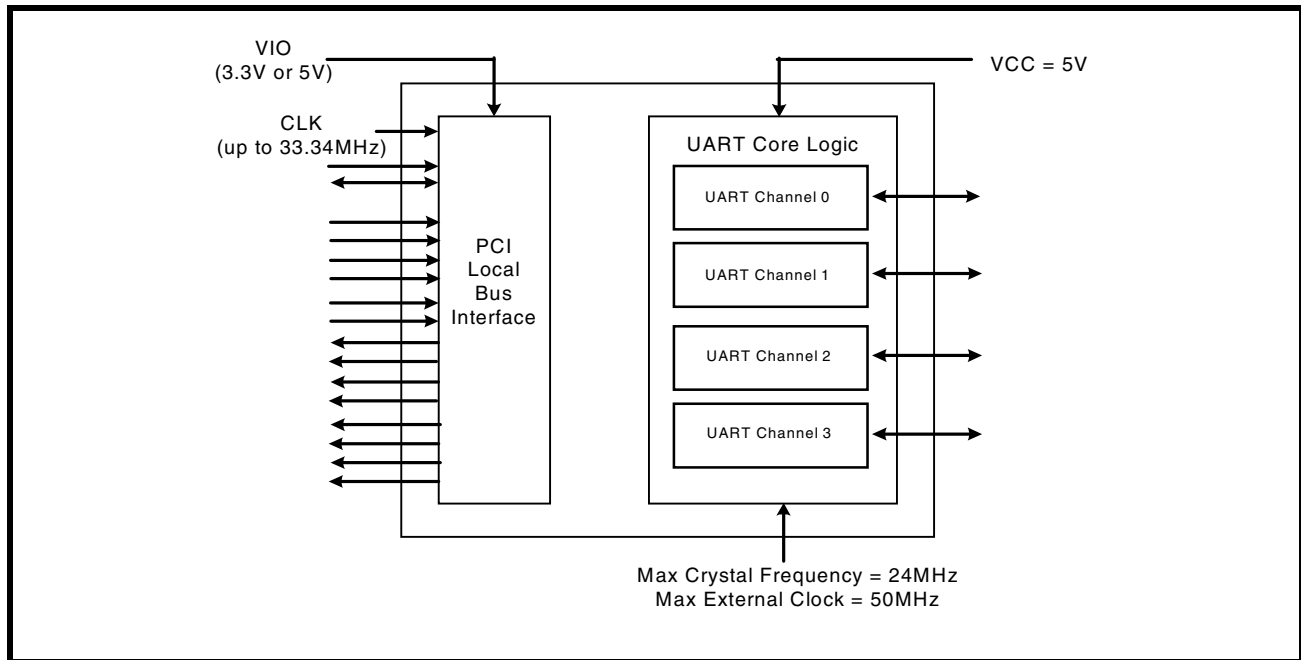 VIO
(3.3V or 5V)
VCC = 5V
CLK
(up to 33.34MHz)
PCI
Local
Bus
Interface
UART Core Logic
UART Channel 0
UART Channel 1
UART Channel 2
UART Channel 3
Max Crystal Frequency = 24MHz
Max External Clock = 50MHz